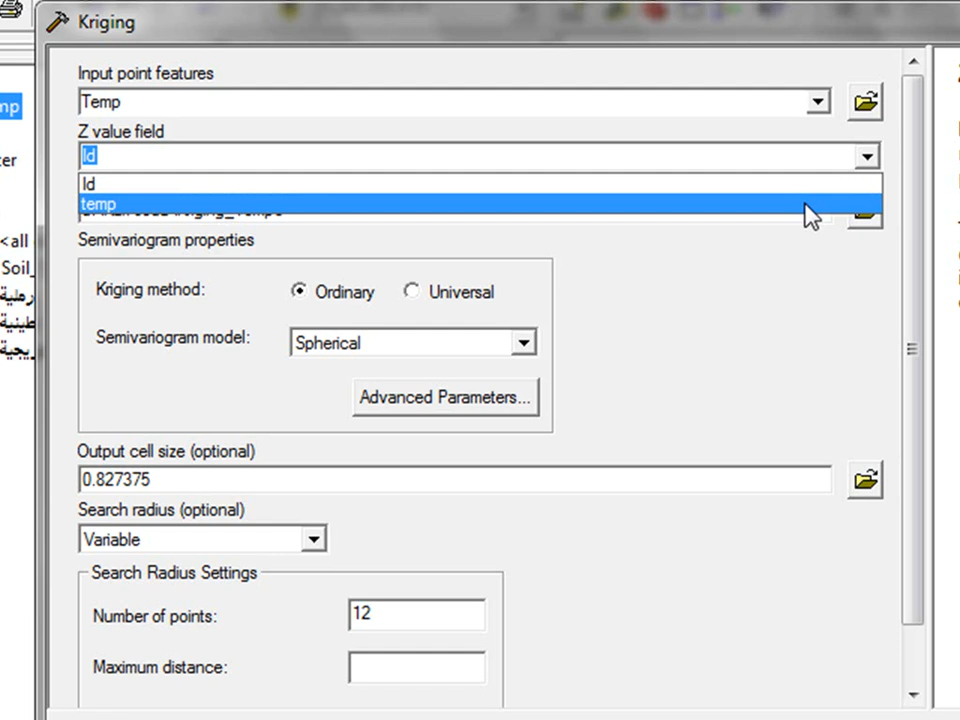 Kriging
Input point features
Temp
mp
Z value field
Id
ter
Id
temp
Semivariogram properties
<all
Soil_
Kriging method:
Ordinary
Universal
Semivariogram model:
Spherical
Advanced Parameters...
Output cell size (optional)
0.827375
Search radius (optional)
Variable
Search Radius Settings
Number of points:
12
Maximum distance: